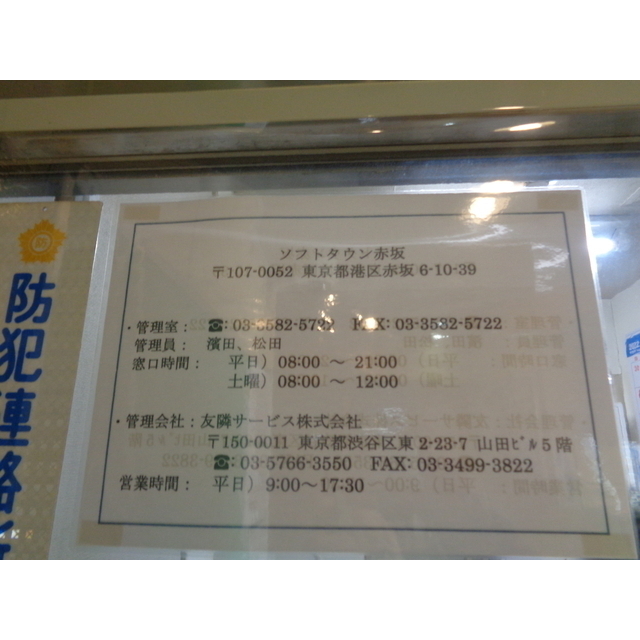 ソフトタウン赤坂
〒107-0052 東京都港区赤坂 6-10-39
・管理室： ☎: 03-3582-5722 FAX: 03-3582-5722
管理員： 濱田、松田
窓口時間： 平日）08:00～21:00
土曜）08:00～12:00
・管理会社：友隣サービス株式会社
〒150-0011 東京都渋谷区東 2-23-7 山田ビル5階
☎: 03-5766-3550 FAX: 03-3499-3822
営業時間： 平日）9:00～17:30
防犯連絡